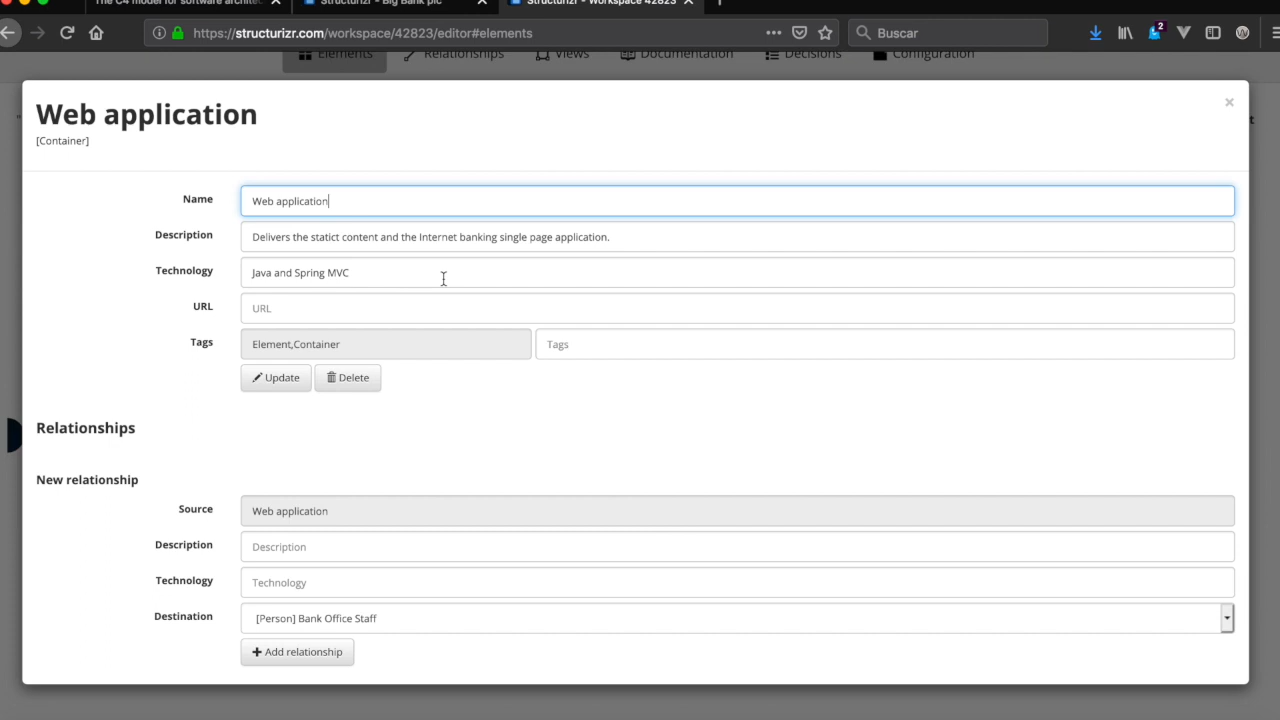 The C4 model for software archite
Structurizr - Big Bank plc
Structurizr - Workspace 42823
https://structurizr.com/workspace/42823/editor#elements
Buscar
2
Elements
Relationships
Views
Documentation
Decisions
Configuration
Web application
[Container]
×
Name
Web application
Description
Delivers the statict content and the Internet banking single page application.
Technology
Java and Spring MVC
URL
URL
Tags
Element,Container
Tags
Update
Delete
Relationships
New relationship
Source
Web application
Description
Description
Technology
Technology
Destination
[Person] Bank Office Staff
Add relationship